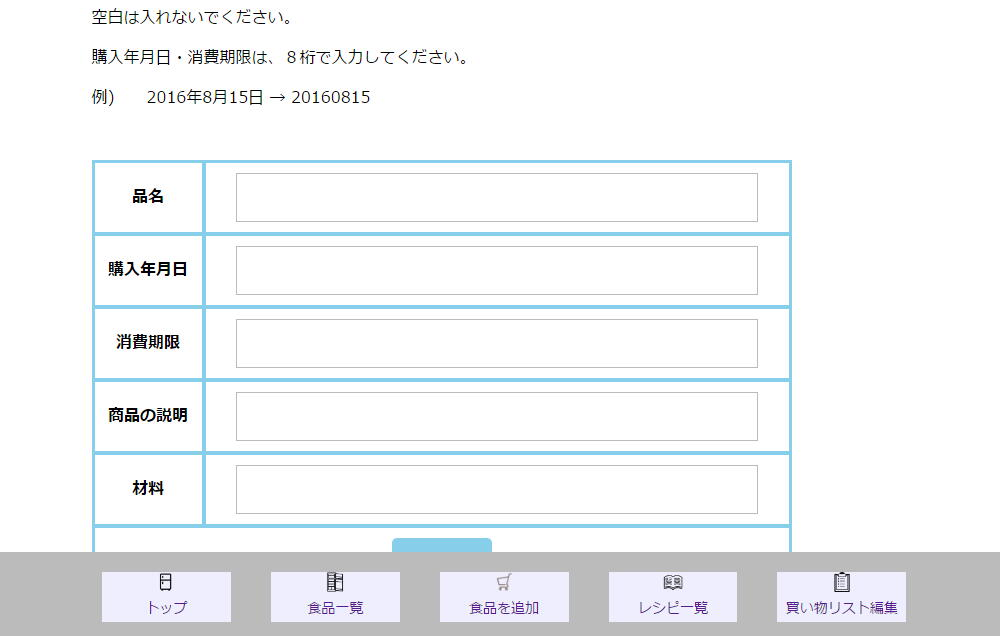 空白は入れないでください。
購入年月日・消費期限は、８桁で入力してください。
例)　　2016年8月15日 → 20160815
品名
購入年月日
消費期限
商品の説明
材料
トップ
食品一覧
食品を追加
レシピ一覧
買い物リスト編集